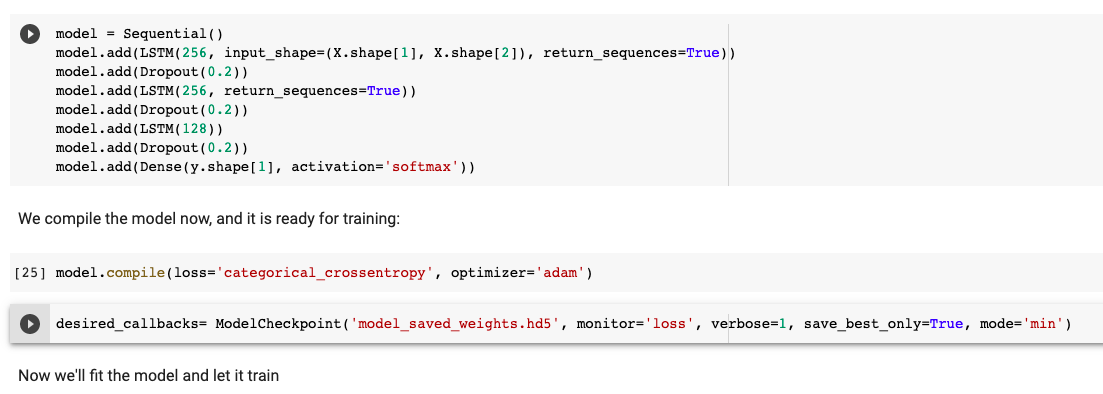 model = Sequential()
model.add(LSTM(256, input_shape=(X.shape[1], X.shape[2]), return_sequences=True))
model.add(Dropout(0.2))
model.add(LSTM(256, return_sequences=True))
model.add(Dropout(0.2))
model.add(LSTM(128))
model.add(Dropout(0.2))
model.add(Dense(y.shape[1], activation='softmax'))
We compile the model now, and it is ready for training:
[25] model.compile(loss='categorical_crossentropy', optimizer='adam')
desired_callbacks= ModelCheckpoint('model_saved_weights.hd5', monitor='loss', verbose=1, save_best_only=True, mode='min')
Now we'll fit the model and let it train